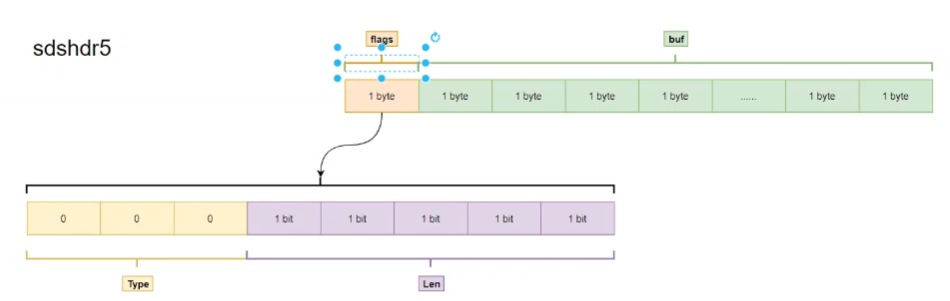 sdshdr5
flags
buf
1 byte 1 byte 1 byte 1 byte 1 byte ...... 1 byte 1 byte
0 0 0 1 bit 1 bit 1 bit 1 bit 1 bit
Type
Len